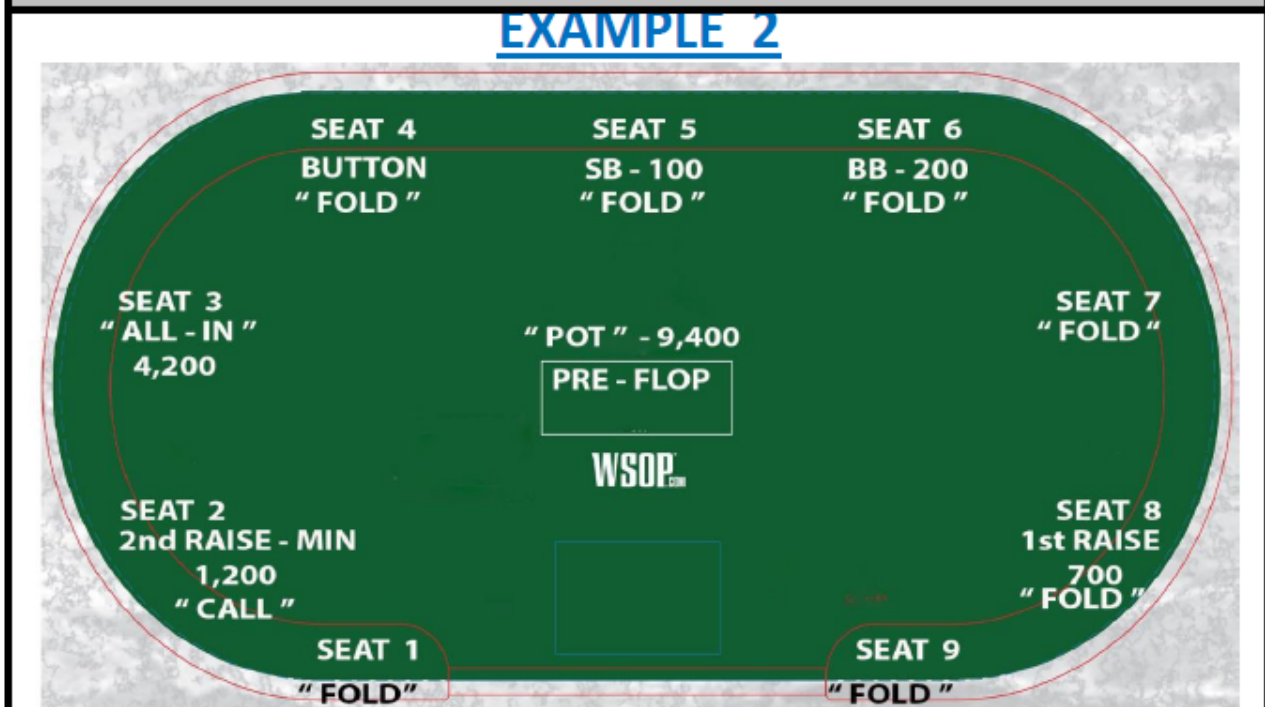 EXAMPLE 2
SEAT 4
BUTTON
“ FOLD ”
SEAT 5
SB - 100
“ FOLD ”
SEAT 6
BB - 200
“ FOLD ”
SEAT 3
“ ALL - IN ”
4,200
“ POT ” - 9,400
PRE - FLOP
SEAT 7
“ FOLD “
WSOP.COM
SEAT 2
2nd RAISE - MIN
1,200
“ CALL ”
SEAT 8
1st RAISE
700
“ FOLD ”
SEAT 1
“ FOLD”
SEAT 9
“ FOLD ”